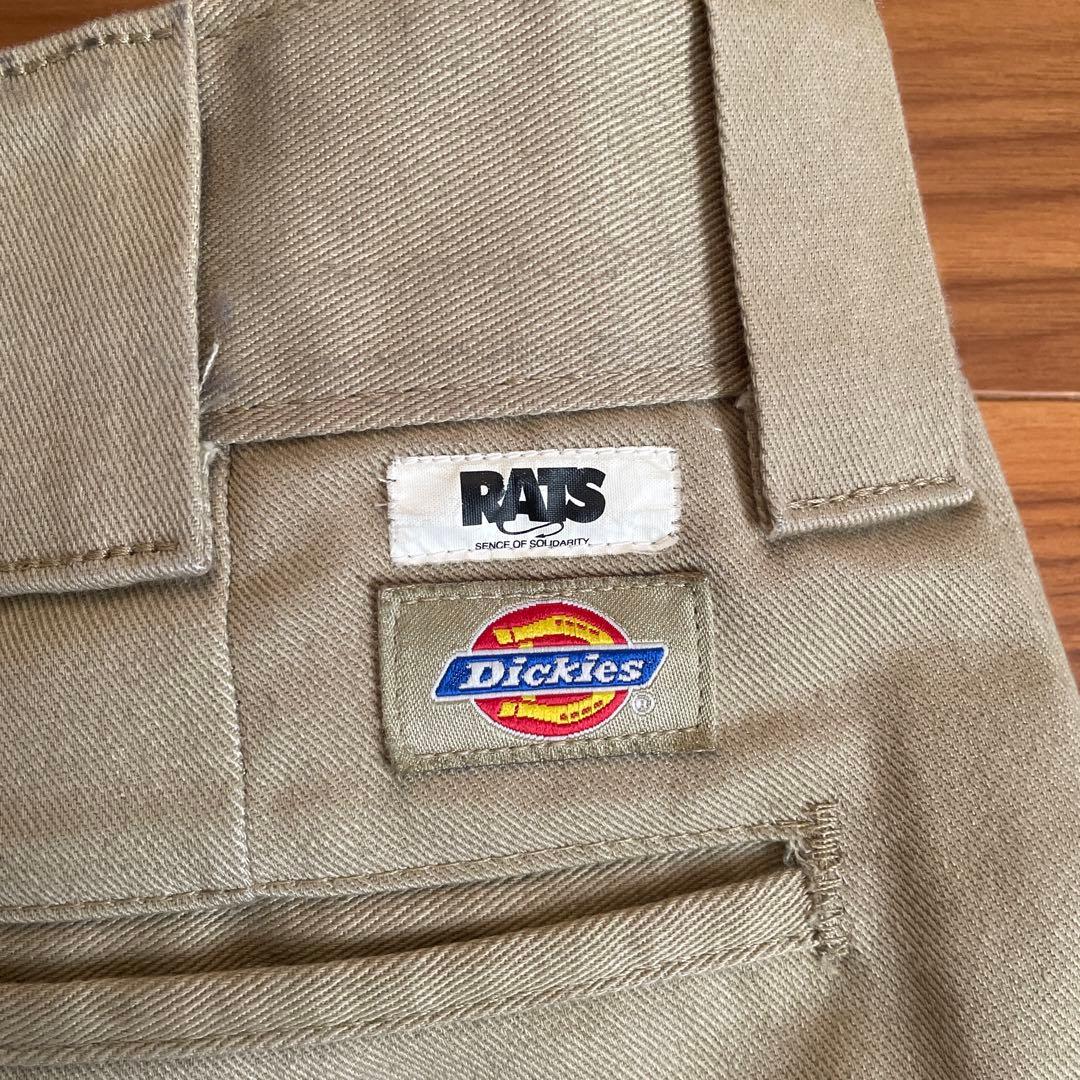 RATS
SENCE OF SOLIDARITY
Dickies
®